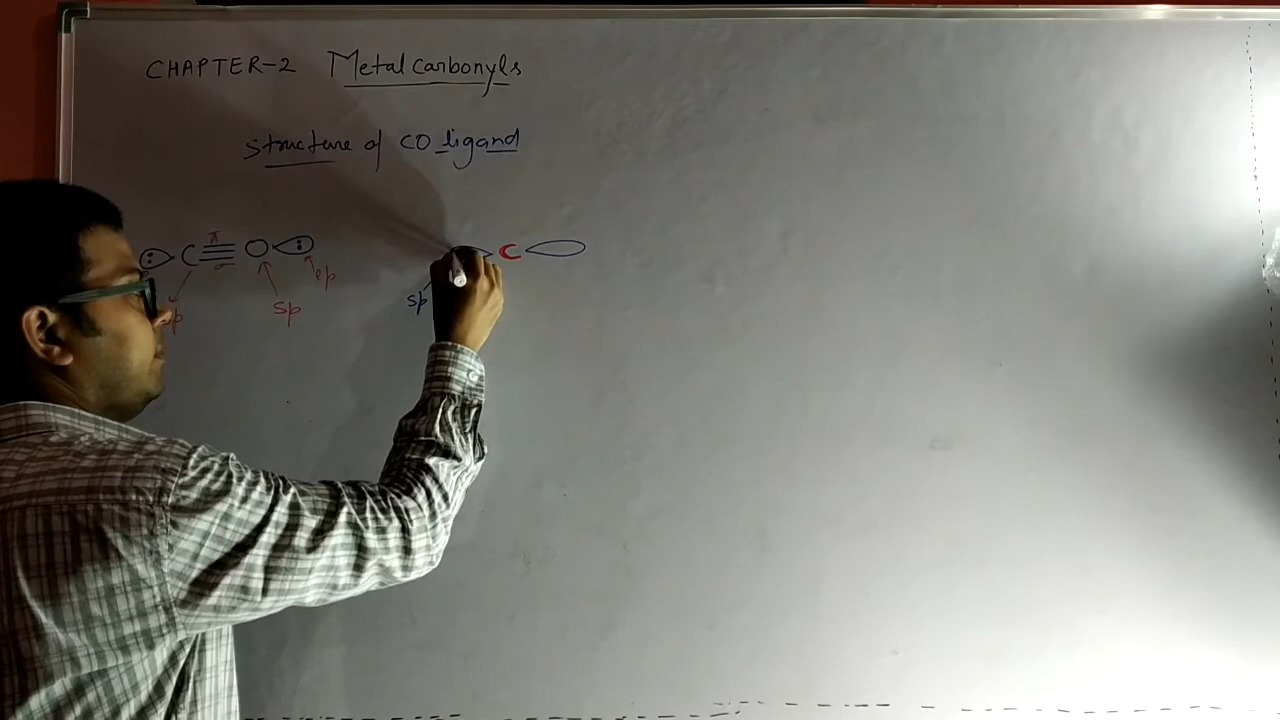 CHAPTER-2 Metal carbonyls
structure of CO ligand
π
: C≡O :
σ
lp
sp
sp
C